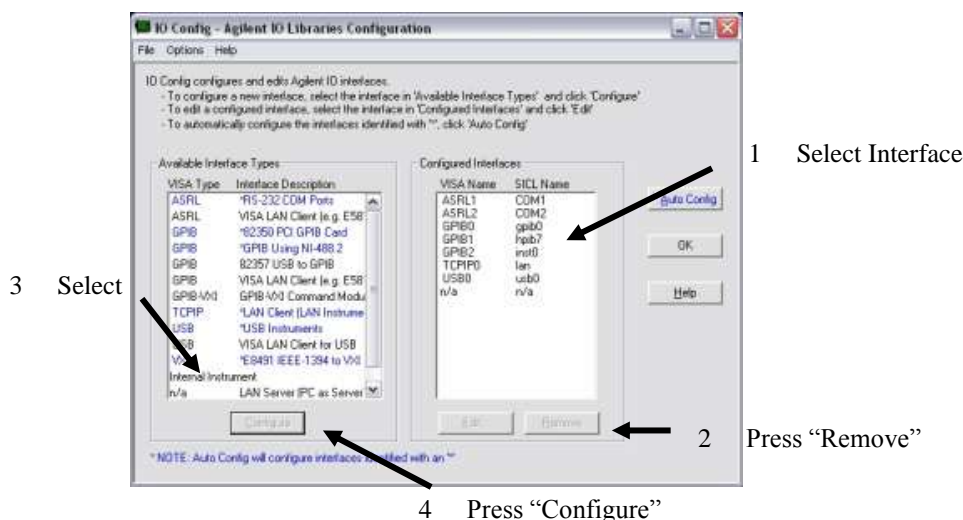 IO Config - Agilent IO Libraries Configuration
File Options Help
IO Config configures and edits Agilent IO interfaces.
- To configure a new interface, select the interface in 'Available Interface Types' and click 'Configure'
- To edit a configured interface, select the interface in 'Configured Interfaces' and click 'Edit'
- To automatically configure the interfaces identified with '*', click 'Auto Config'
1 Select Interface
Available Interface Types
VISA Type Interface Description
ASRL *RS-232 COM Ports
ASRL VISA LAN Client (e.g. E58
GPIB *82350 PCI GPIB Card
GPIB *GPIB Using NI-488.2
GPIB 82357 USB to GPIB
GPIB VISA LAN Client (e.g. E58
GPIB-VXI GPIB-VXI Command Modu
TCPIP *LAN Client (LAN Instrume
USB *USB Instruments
USB VISA LAN Client for USB
VXI *E8491 IEEE-1394 to VXI
Internal Instrument
n/a LAN Server (PC as Server
Configure
Configured Interfaces
VISA Name SICL Name
ASRL1 COM1
ASRL2 COM2
GPIB0 gpib0
GPIB1 hpib7
GPIB2 inst0
TCPIP0 lan
USB0 usb0
n/a n/a
Edit Remove
Auto Config
OK
Help
3 Select
2 Press “Remove”
*NOTE: Auto Config will configure interfaces identified with an '*'
4 Press “Configure”